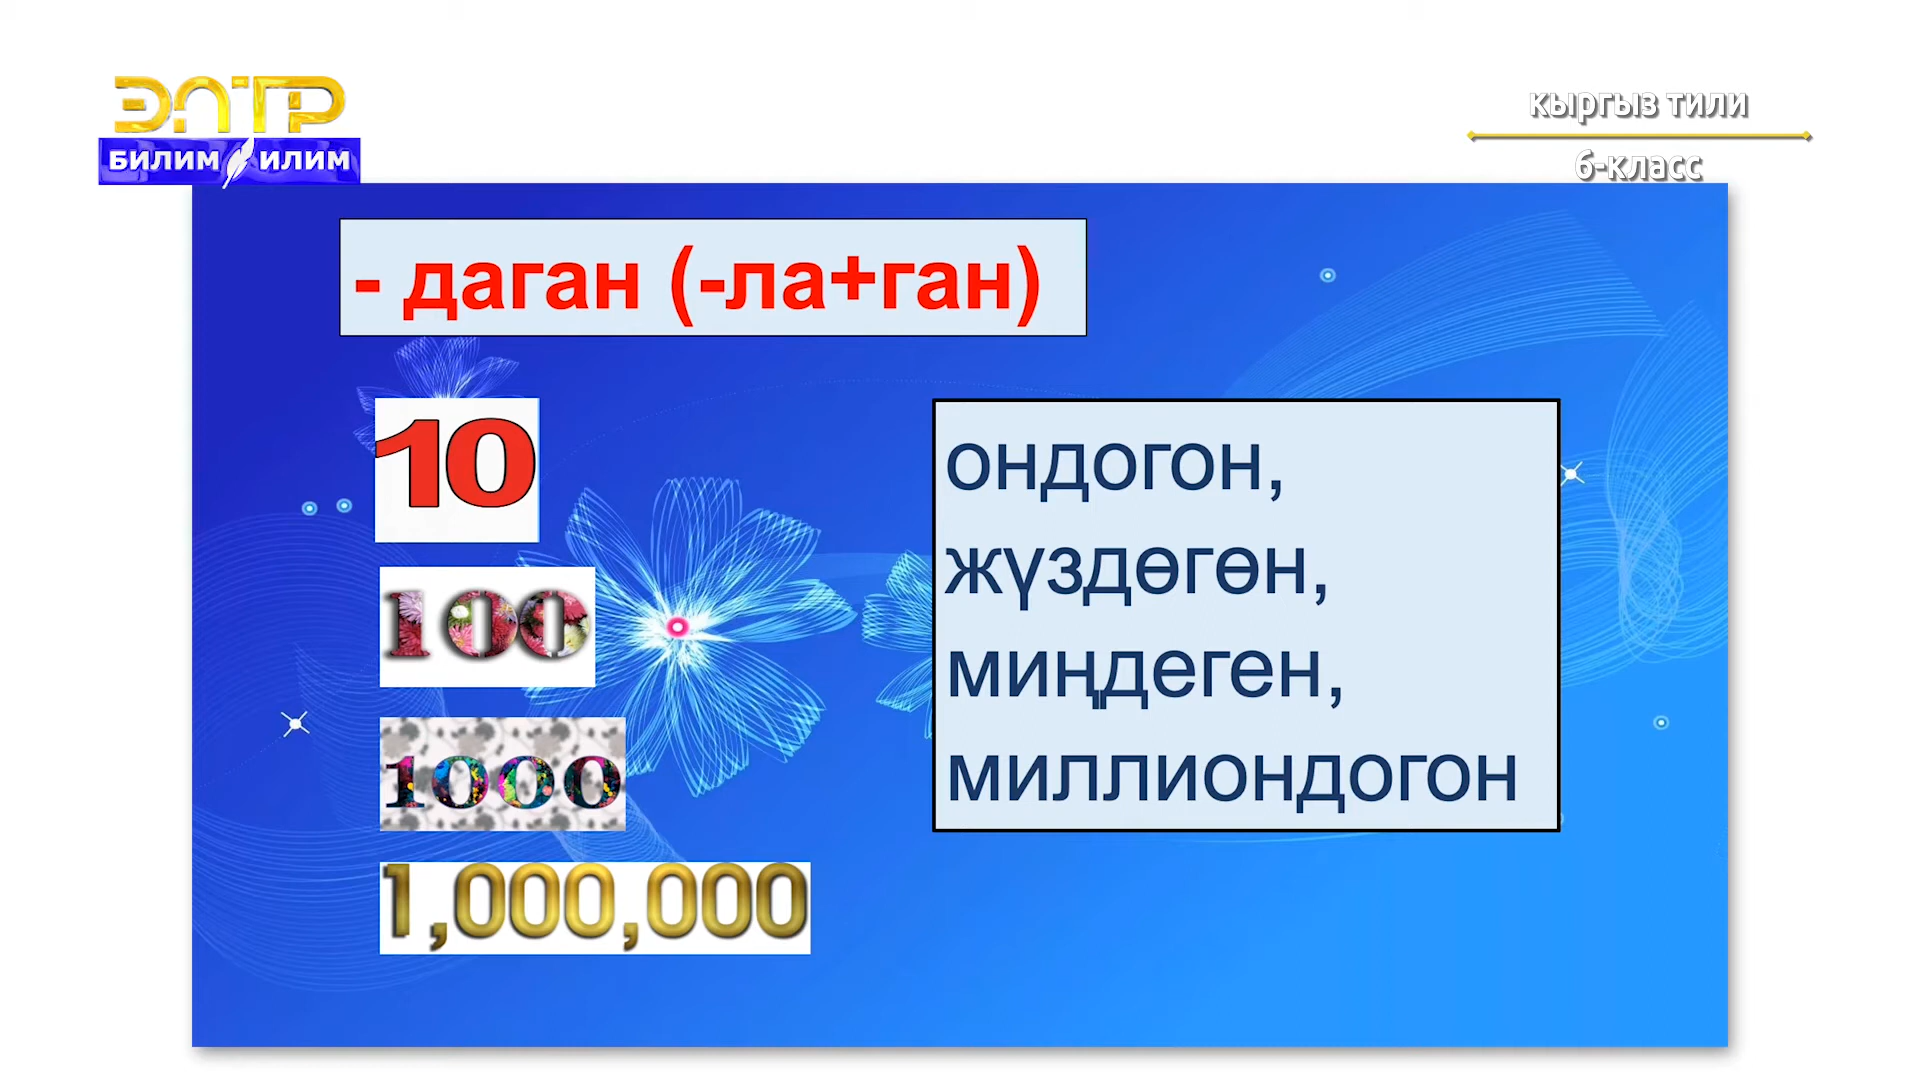 ЭЛТР
БИЛИМ ИЛИМ
кыргыз тили
6-класс
- даган (-ла+ган)
10
100
1000
1,000,000
ондогон,
жүздөгөн,
миңдеген,
миллиондогон